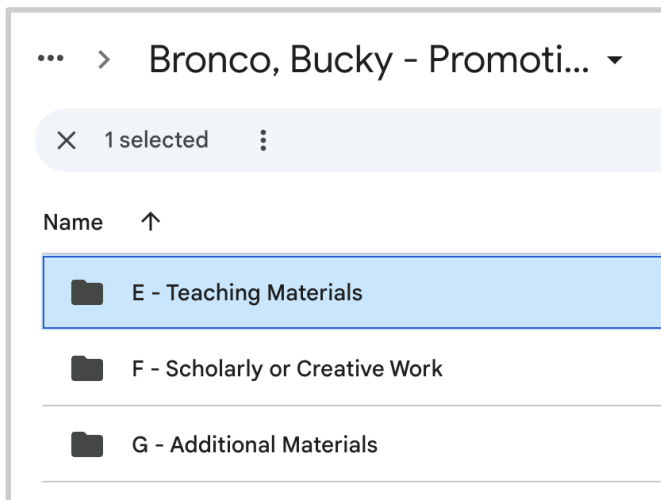 ... > Bronco, Bucky - Promoti...
1 selected
Name
E - Teaching Materials
F - Scholarly or Creative Work
G - Additional Materials